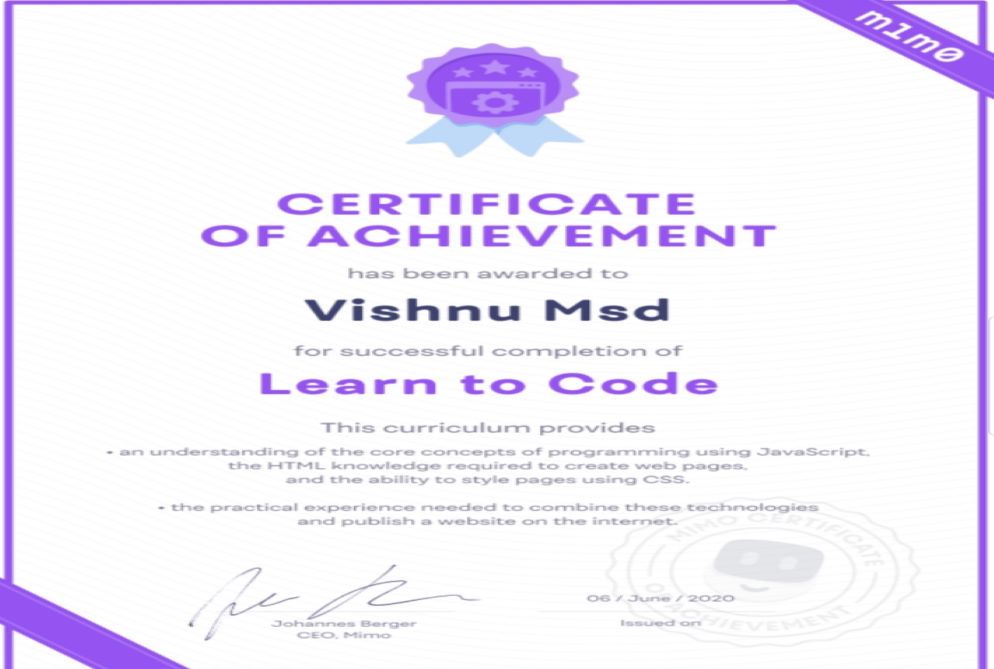 m1m0
CERTIFICATE
OF ACHIEVEMENT
has been awarded to
Vishnu Msd
for successful completion of
Learn to Code
This curriculum provides
• an understanding of the core concepts of programming using JavaScript,
the HTML knowledge required to create web pages,
and the ability to style pages using CSS.
• the practical experience needed to combine these technologies
and publish a website on the internet.
MIMO CERTIFICATE
OF ACHIEVEMENT
06 / June / 2020
Johannes Berger
Issued on
CEO, Mimo